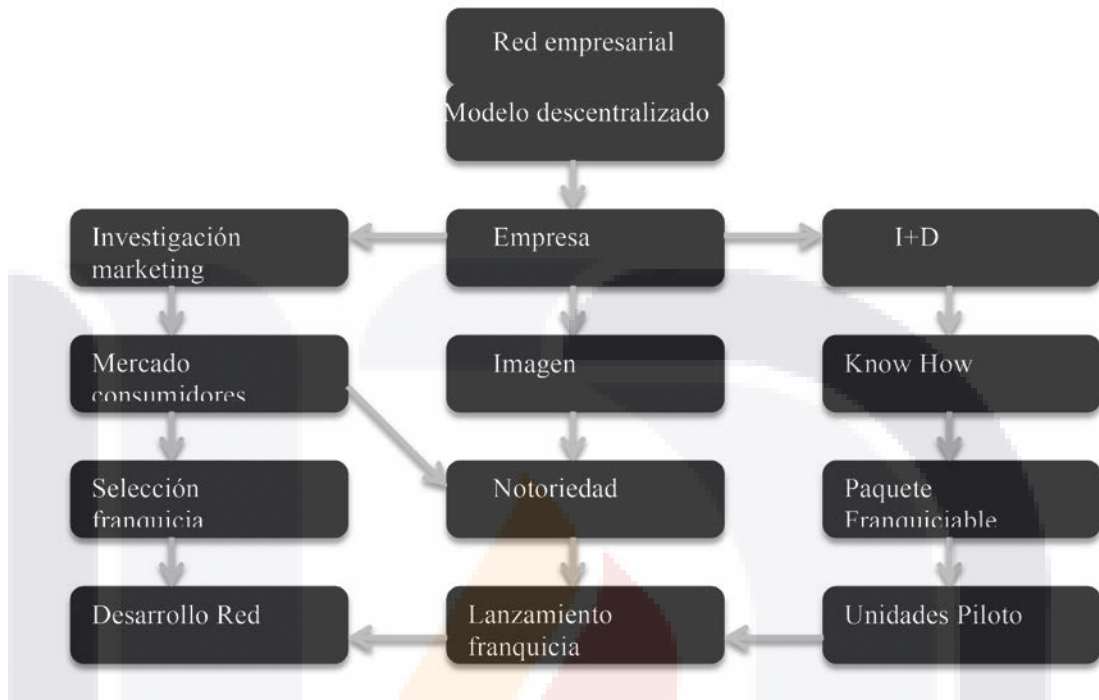 Red empresarial
Modelo descentralizado
Investigación
marketing
Empresa
I+D
Mercado
consumidores
Imagen
Know How
Selección
franquicia
Notoriedad
Paquete
Franquiciable
Desarrollo Red
Lanzamiento
franquicia
Unidades Piloto